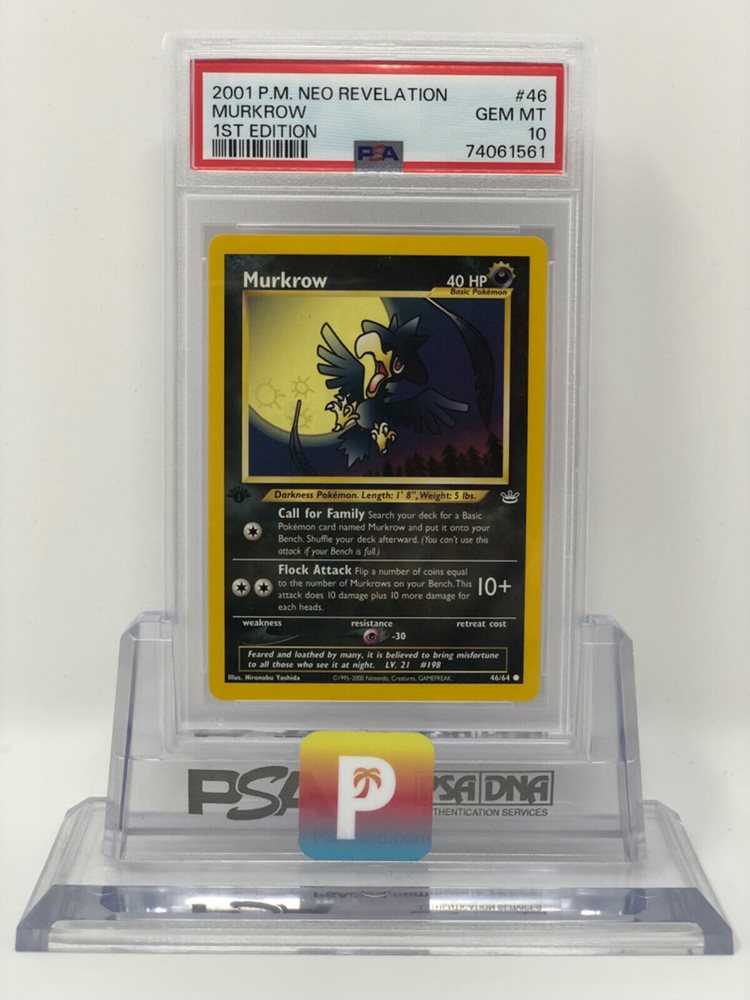 2001 P.M. NEO REVELATION #46
MURKROW GEM MT
1ST EDITION 10
PSA 74061561
Murkrow 40 HP
Basic Pokémon
Darkness Pokémon. Length: 1' 8", Weight: 5 lbs.
Call for Family Search your deck for a Basic
Pokémon card named Murkrow and put it onto your
Bench. Shuffle your deck afterward. (You can't use this
attack if your Bench is full.)
Flock Attack Flip a number of coins equal
to the number of Murkrows on your Bench. This
attack does 10 damage plus 10 more damage for
each heads.
10+
weakness resistance retreat cost
-30
Feared and loathed by many, it is believed to bring misfortune
to all those who see it at night. LV. 21 #198
Illus. Hironobu Yoshida ©1995-2000 Nintendo, Creatures, GAMEFREAK. 46/64
PSA P PSA DNA
THENTICATION SERVICES